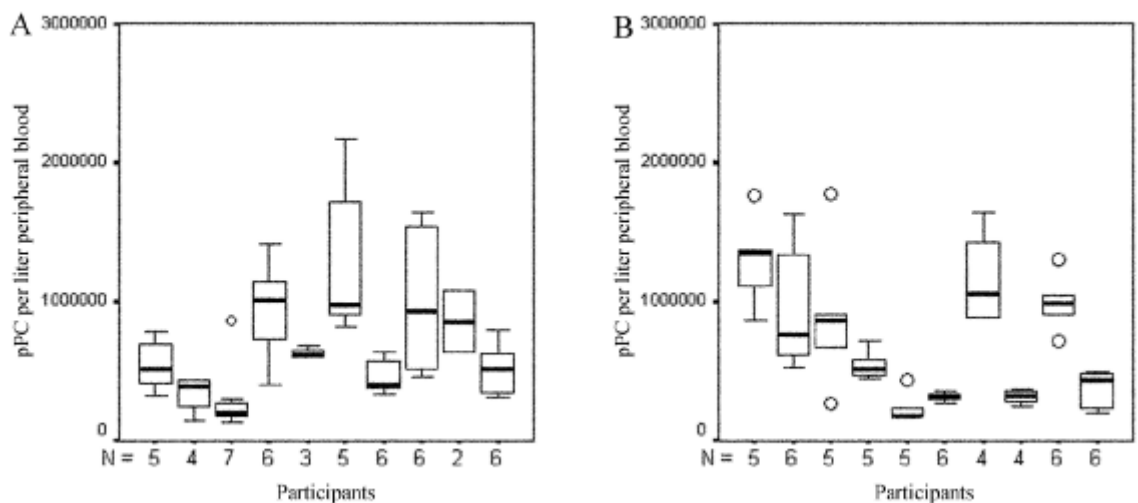 A
3000000
2000000
1000000
0
pPC per liter peripheral blood
N = 5 4 7 6 3 5 6 6 2 6
Participants
B
3000000
2000000
1000000
0
pPC per liter peripheral blood
N = 5 6 5 5 5 6 4 4 6 6
Participants